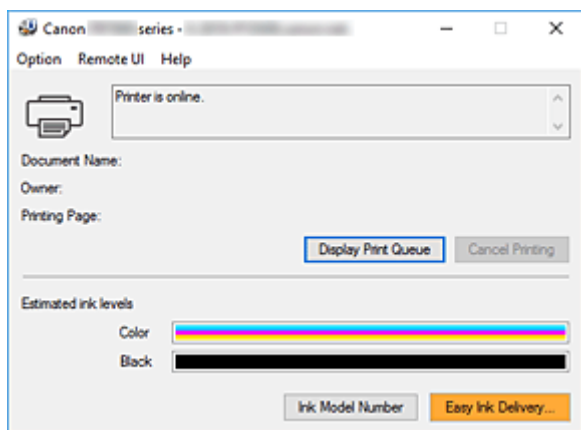 Canon series -
Option Remote UI Help
Printer is online.
Document Name:
Owner:
Printing Page:
Display Print Queue Cancel Printing
Estimated ink levels
Color
Black
Ink Model Number Easy Ink Delivery...